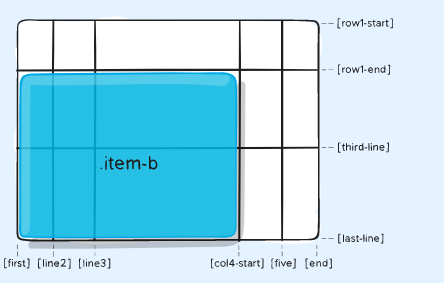 [row1-start]
[row1-end]
[third-line]
.item-b
[last-line]
[first] [line2] [line3] [col4-start] [five] [end]